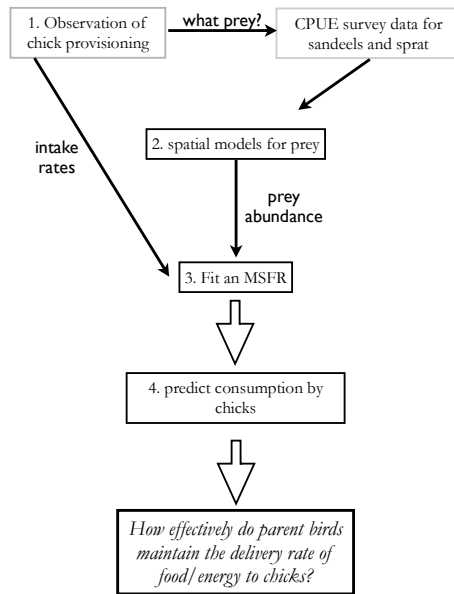 1. Observation of
chick provisioning
what prey?
CPUE survey data for
sandeels and sprat
intake
rates
2. spatial models for prey
prey
abundance
3. Fit an MSFR
4. predict consumption by
chicks
How effectively do parent birds
maintain the delivery rate of
food/energy to chicks?